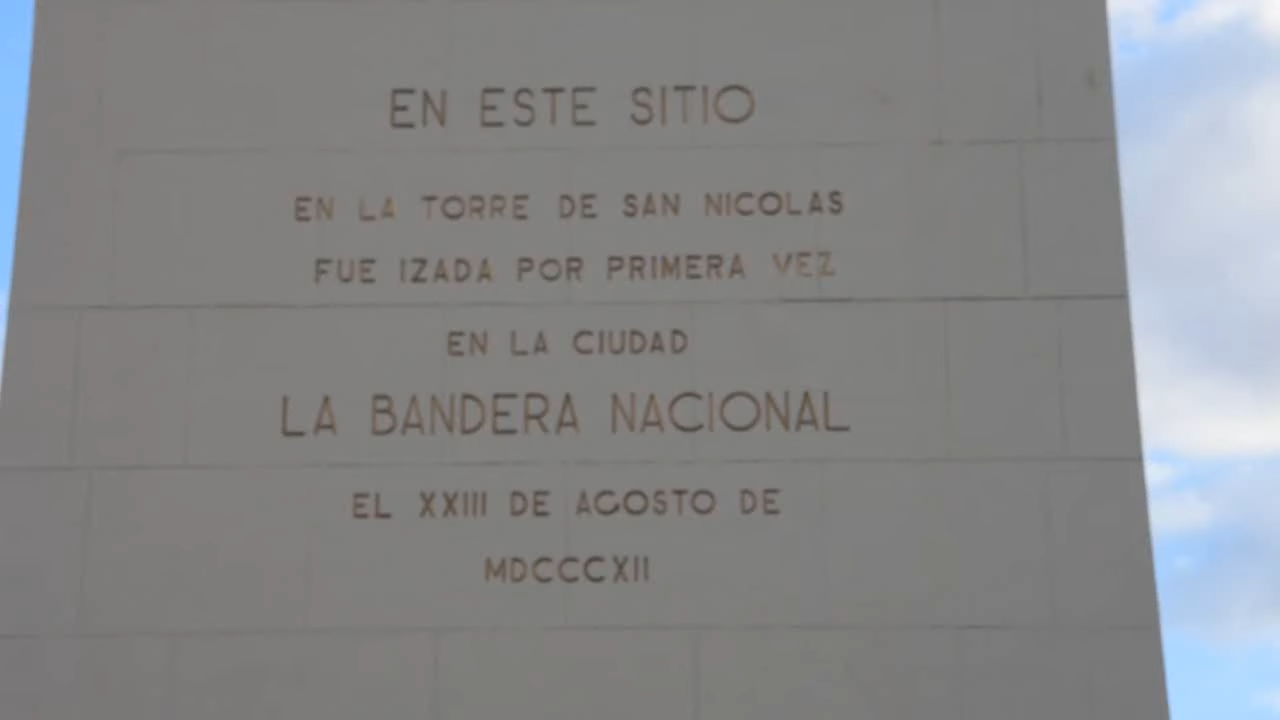 EN ESTE SITIO
EN LA TORRE DE SAN NICOLAS
FUE IZADA POR PRIMERA VEZ
EN LA CIUDAD
LA BANDERA NACIONAL
EL XXIII DE AGOSTO DE
MDCCCXII